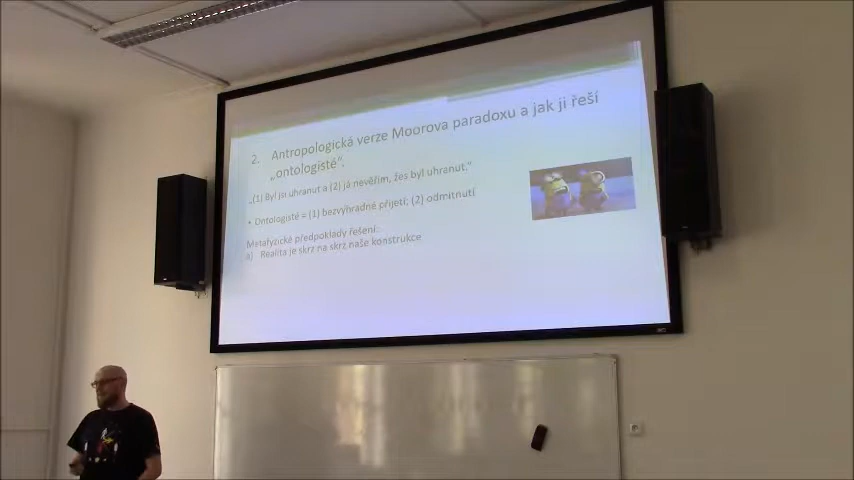 2. Antropologická verze Moorova paradoxu a jak ji řeší
„ontologisté“.
„(1) Byl jsi uhranut a (2) já nevěřím, žes byl uhrenut.“
• Ontologisté = (1) bezvýhradné přijetí; (2) odmítnutí
Metafyzické předpoklady řešení:
a) Realita je skrz na skrz naše konstrukce